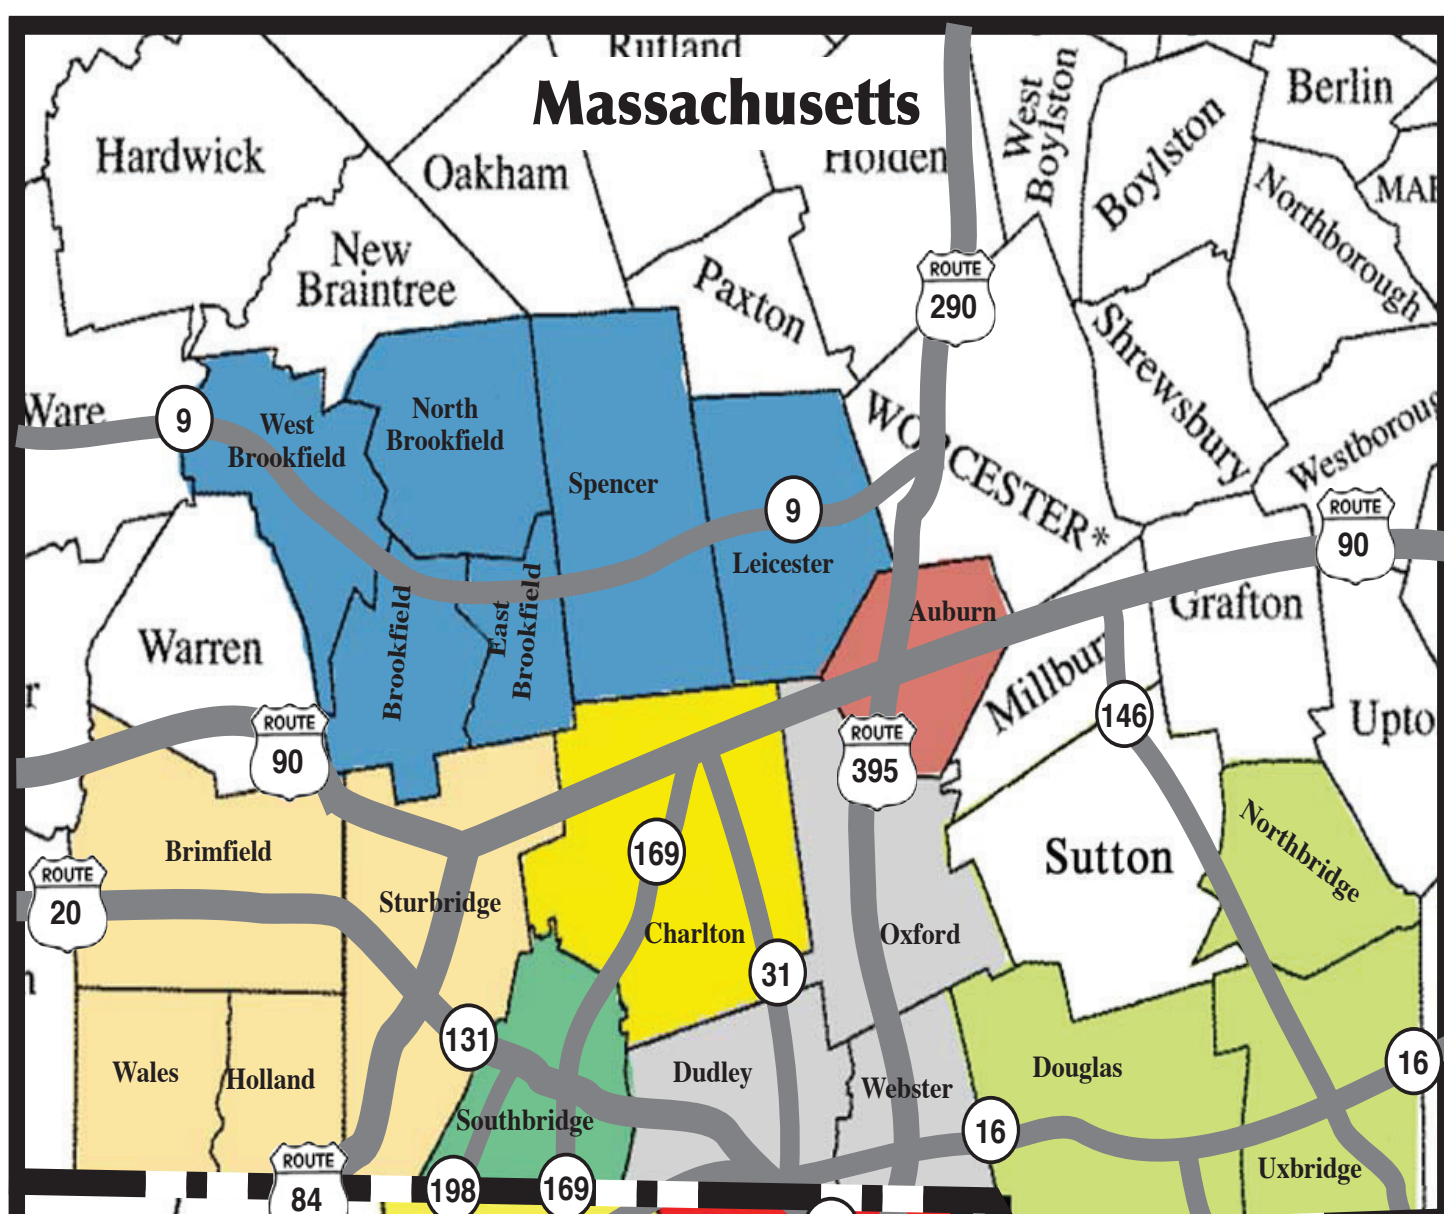 Rutland
Massachusetts
West
Boylston
Boylston
Berlin
Hardwick
Oakham
Holden
Northborough
New
Braintree
Paxton
ROUTE
290
Shrewsbury
Ware
9
West
Brookfield
North
Brookfield
Spencer
9
Leicester
WORCESTER*
Westboroug
ROUTE
90
Warren
Brookfield
East
Brookfield
Auburn
Grafton
Millbur
146
Upto
ROUTE
90
ROUTE
395
Brimfield
169
Sutton
Northbridge
ROUTE
20
Sturbridge
Charlton
31
Oxford
131
Wales
Holland
Dudley
Webster
Douglas
16
Southbridge
16
Uxbridge
ROUTE
84
198
169